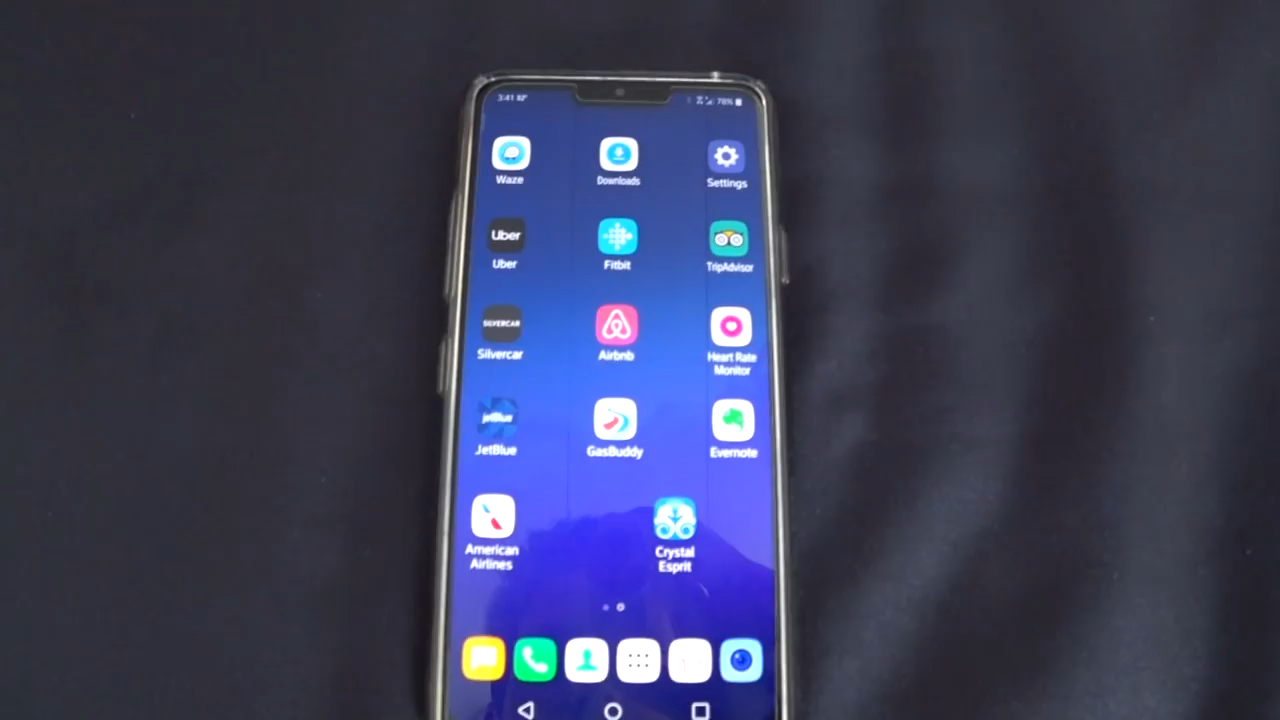 3:41 82°
78%
Waze
Downloads
Settings
Uber
Uber
Fitbit
TripAdvisor
SILVERCAR
Silvercar
Airbnb
Heart Rate
Monitor
jetBlue
JetBlue
GasBuddy
Evernote
American
Airlines
Crystal
Esprit